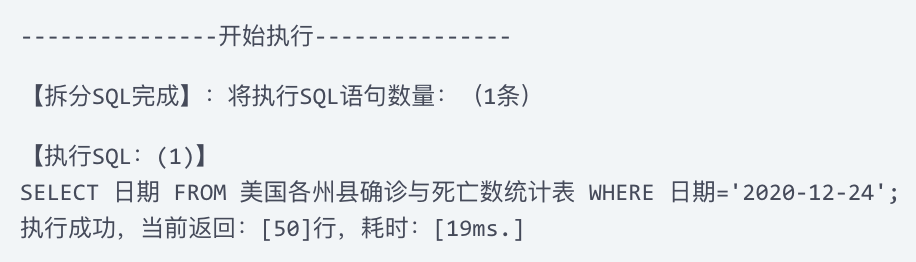 ---------------开始执行---------------
【拆分SQL完成】：将执行SQL语句数量：（1条）
【执行SQL：(1)】
SELECT 日期 FROM 美国各州县确诊与死亡数统计表 WHERE 日期='2020-12-24';
执行成功，当前返回：[50]行，耗时：[19ms.]